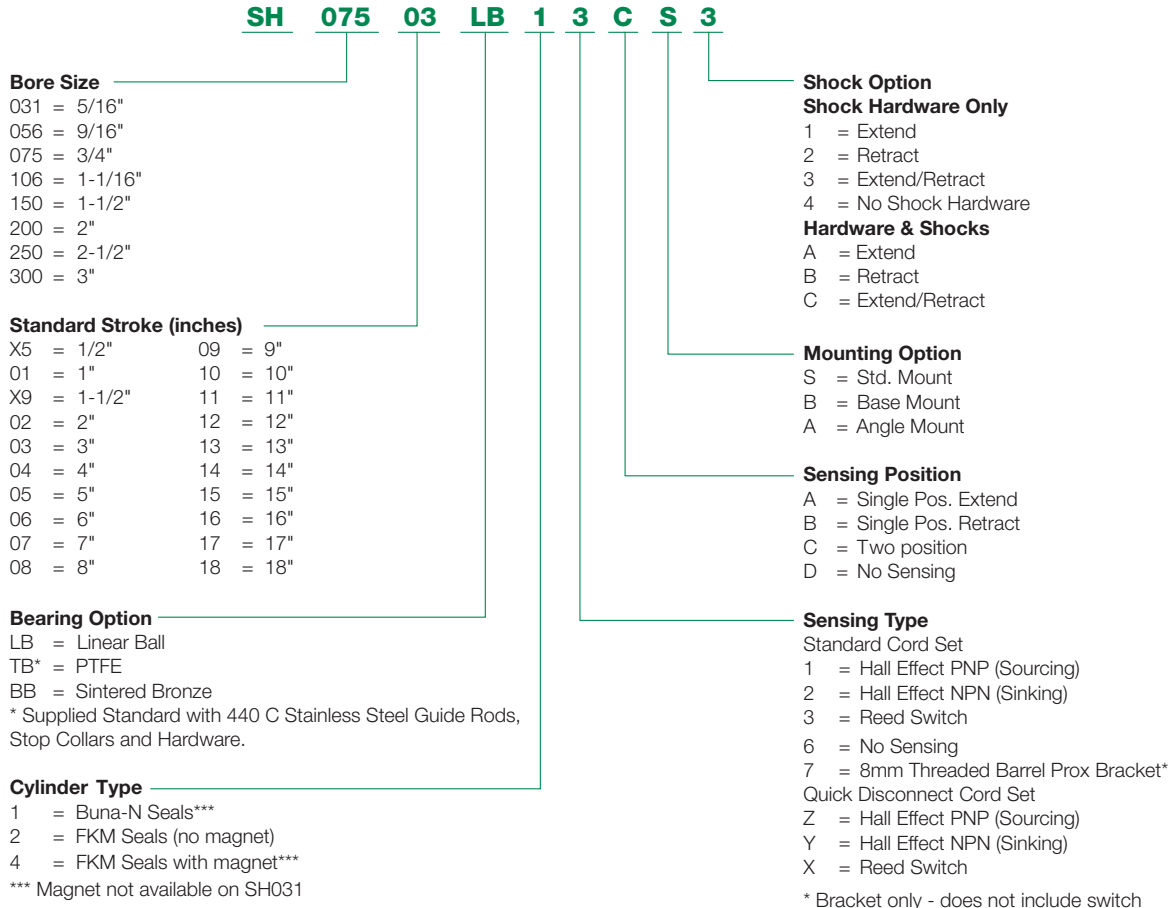 SH 075 03 LB 1 3 C S 3
Bore Size
031 = 5/16"
056 = 9/16"
075 = 3/4"
106 = 1-1/16"
150 = 1-1/2"
200 = 2"
250 = 2-1/2"
300 = 3"
Standard Stroke (inches)
X5 = 1/2" 09 = 9"
01 = 1" 10 = 10"
X9 = 1-1/2" 11 = 11"
02 = 2" 12 = 12"
03 = 3" 13 = 13"
04 = 4" 14 = 14"
05 = 5" 15 = 15"
06 = 6" 16 = 16"
07 = 7" 17 = 17"
08 = 8" 18 = 18"
Bearing Option
LB = Linear Ball
TB* = PTFE
BB = Sintered Bronze
* Supplied Standard with 440 C Stainless Steel Guide Rods,
Stop Collars and Hardware.
Cylinder Type
1 = Buna-N Seals***
2 = FKM Seals (no magnet)
4 = FKM Seals with magnet***
*** Magnet not available on SH031
Shock Option
Shock Hardware Only
1 = Extend
2 = Retract
3 = Extend/Retract
4 = No Shock Hardware
Hardware & Shocks
A = Extend
B = Retract
C = Extend/Retract
Mounting Option
S = Std. Mount
B = Base Mount
A = Angle Mount
Sensing Position
A = Single Pos. Extend
B = Single Pos. Retract
C = Two position
D = No Sensing
Sensing Type
Standard Cord Set
1 = Hall Effect PNP (Sourcing)
2 = Hall Effect NPN (Sinking)
3 = Reed Switch
6 = No Sensing
7 = 8mm Threaded Barrel Prox Bracket*
Quick Disconnect Cord Set
Z = Hall Effect PNP (Sourcing)
Y = Hall Effect NPN (Sinking)
X = Reed Switch
* Bracket only - does not include switch